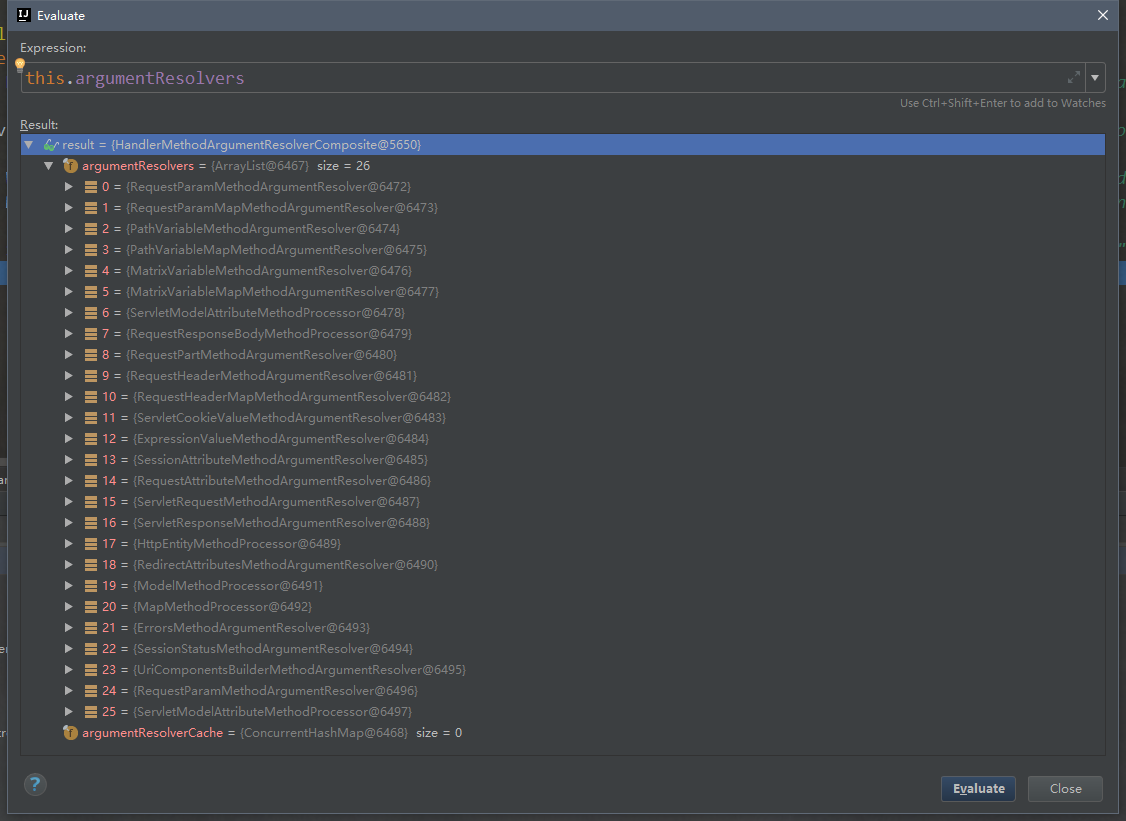 Evaluate
Expression:
this.argumentResolvers
Use Ctrl+Shift+Enter to add to Watches
Result:
result = {HandlerMethodArgumentResolverComposite@5650}
argumentResolvers = {ArrayList@6467} size = 26
0 = {RequestParamMethodArgumentResolver@6472}
1 = {RequestParamMapMethodArgumentResolver@6473}
2 = {PathVariableMethodArgumentResolver@6474}
3 = {PathVariableMapMethodArgumentResolver@6475}
4 = {MatrixVariableMethodArgumentResolver@6476}
5 = {MatrixVariableMapMethodArgumentResolver@6477}
6 = {ServletModelAttributeMethodProcessor@6478}
7 = {RequestResponseBodyMethodProcessor@6479}
8 = {RequestPartMethodArgumentResolver@6480}
9 = {RequestHeaderMethodArgumentResolver@6481}
10 = {RequestHeaderMapMethodArgumentResolver@6482}
11 = {ServletCookieValueMethodArgumentResolver@6483}
12 = {ExpressionValueMethodArgumentResolver@6484}
13 = {SessionAttributeMethodArgumentResolver@6485}
14 = {RequestAttributeMethodArgumentResolver@6486}
15 = {ServletRequestMethodArgumentResolver@6487}
16 = {ServletResponseMethodArgumentResolver@6488}
17 = {HttpEntityMethodProcessor@6489}
18 = {RedirectAttributesMethodArgumentResolver@6490}
19 = {ModelMethodProcessor@6491}
20 = {MapMethodProcessor@6492}
21 = {ErrorsMethodArgumentResolver@6493}
22 = {SessionStatusMethodArgumentResolver@6494}
23 = {UriComponentsBuilderMethodArgumentResolver@6495}
24 = {RequestParamMethodArgumentResolver@6496}
25 = {ServletModelAttributeMethodProcessor@6497}
argumentResolverCache = {ConcurrentHashMap@6468} size = 0
? Evaluate Close